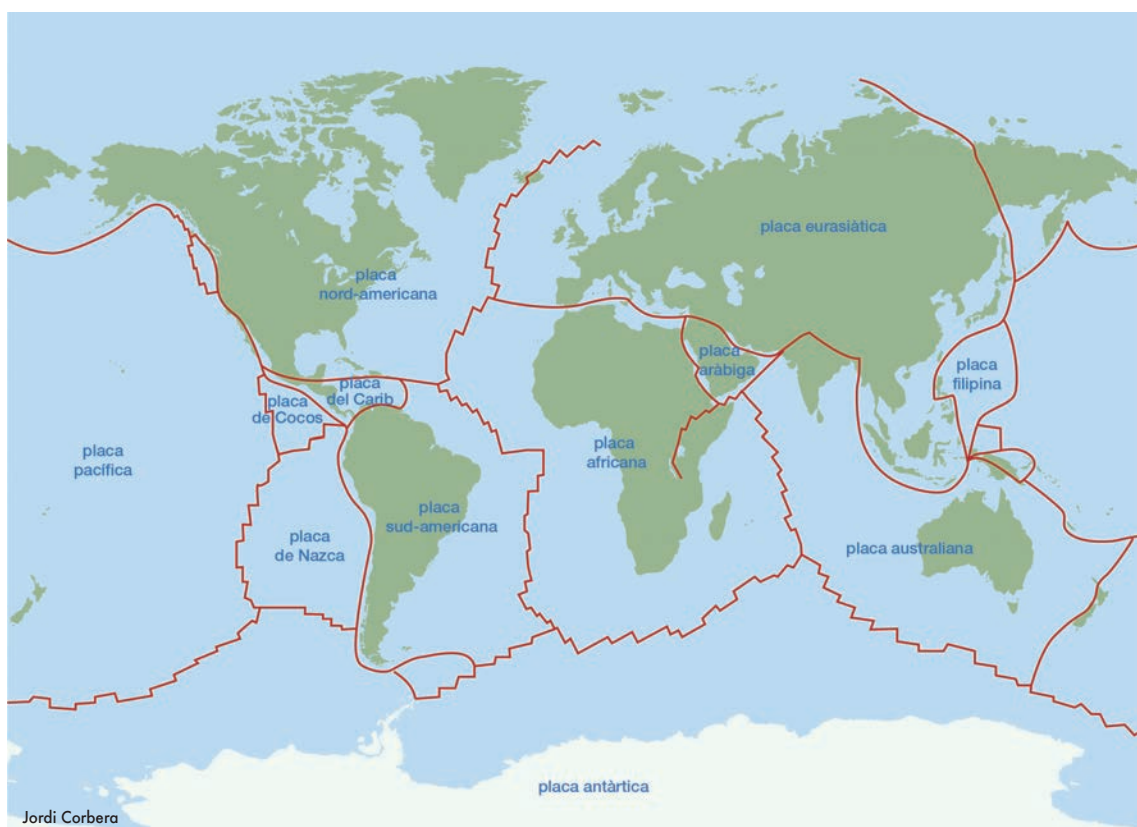 placa eurasiàtica
placa
nord-americana
placa
aràbiga
placa
filipina
placa
del Carib
placa
de Cocos
placa
pacífica
placa
africana
placa
sud-americana
placa
de Nazca
placa australiana
placa antàrtica
Jordi Corbera